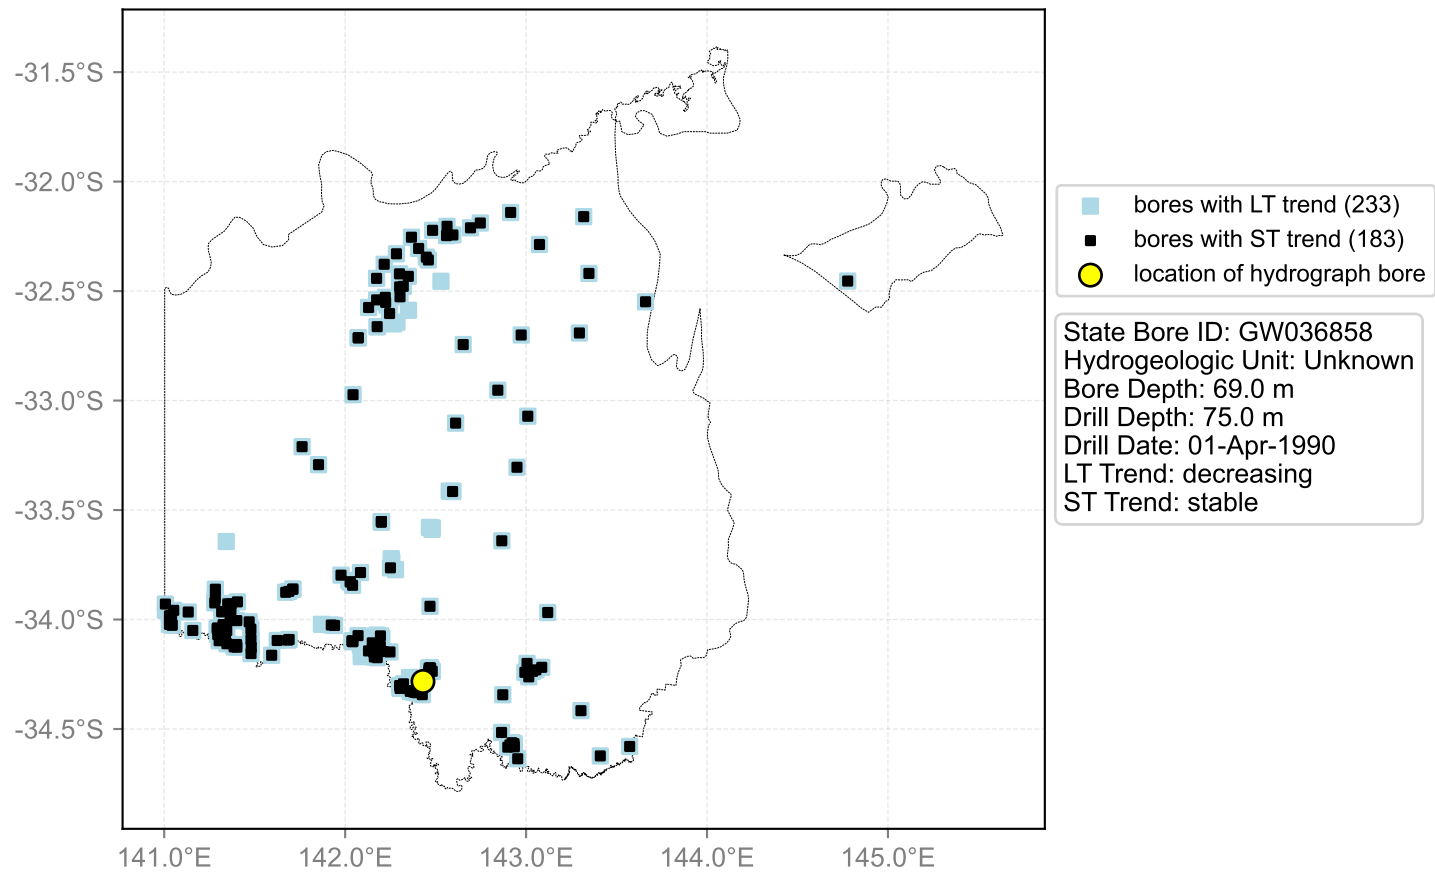 -31.5°S
-32.0°S
-32.5°S
-33.0°S
-33.5°S
-34.0°S
-34.5°S
141.0°E 142.0°E 143.0°E 144.0°E 145.0°E
bores with LT trend (233)
bores with ST trend (183)
location of hydrograph bore
State Bore ID: GW036858
Hydrogeologic Unit: Unknown
Bore Depth: 69.0 m
Drill Depth: 75.0 m
Drill Date: 01-Apr-1990
LT Trend: decreasing
ST Trend: stable